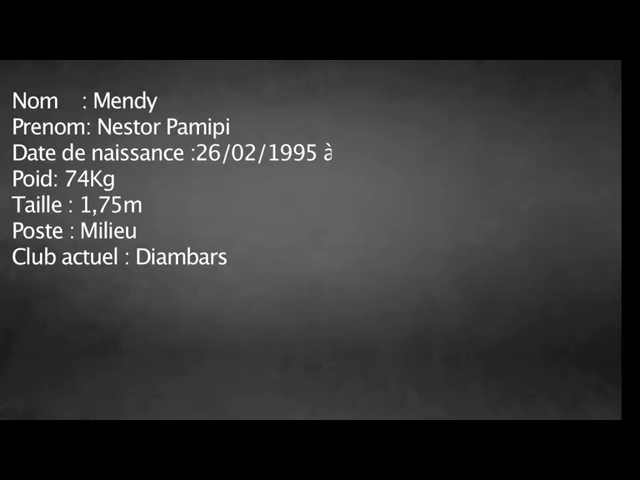 Nom : Mendy
Prenom: Nestor Pamipi
Date de naissance :26/02/1995 à
Poid: 74Kg
Taille : 1,75m
Poste : Milieu
Club actuel : Diambars